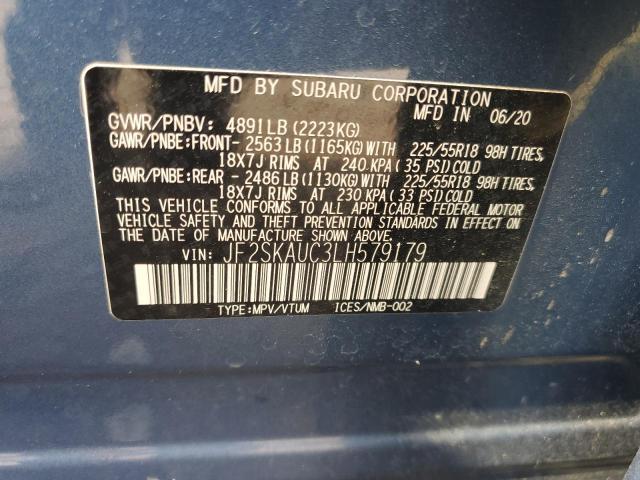 MFD BY SUBARU CORPORATION
MFD IN 06/20
GVWR/PNBV: 4891LB (2223KG)
GAWR/PNBE:FRONT- 2563 LB (1165KG) WITH 225/55R18 98H TIRES,
18X7J RIMS AT 240 KPA ( 35 PSI) COLD
GAWR/PNBE:REAR - 2486 LB (1130KG) WITH 225/55R18 98H TIRES,
18X7J RIMS AT 230 KPA ( 33 PSI) COLD
THIS VEHICLE CONFORMS TO ALL APPLICABLE FEDERAL MOTOR
VEHICLE SAFETY AND THEFT PREVENTION STANDARDS IN EFFECT
ON THE DATE OF MANUFACTURE SHOWN ABOVE.
VIN: JF2SKAUC3LH579179
TYPE:MPV/VTUM ICES/NMB-002